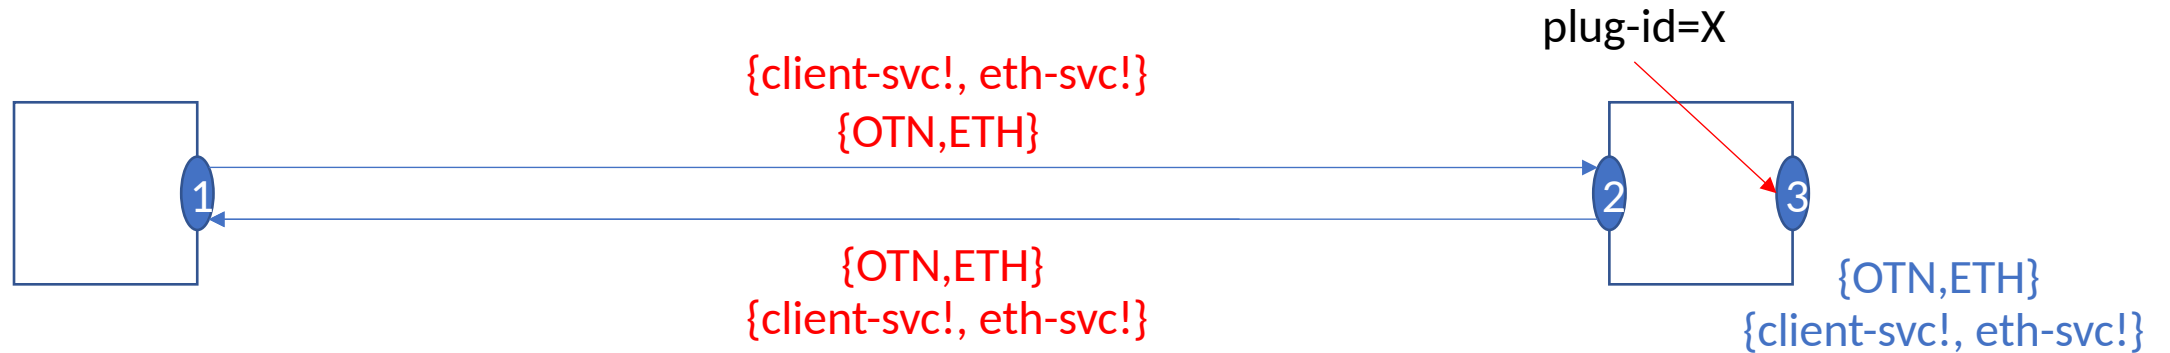 plug-id=X
{client-svc!, eth-svc!}
{OTN,ETH}
1
2
3
{OTN,ETH}
{client-svc!, eth-svc!}
{OTN,ETH}
{client-svc!, eth-svc!}